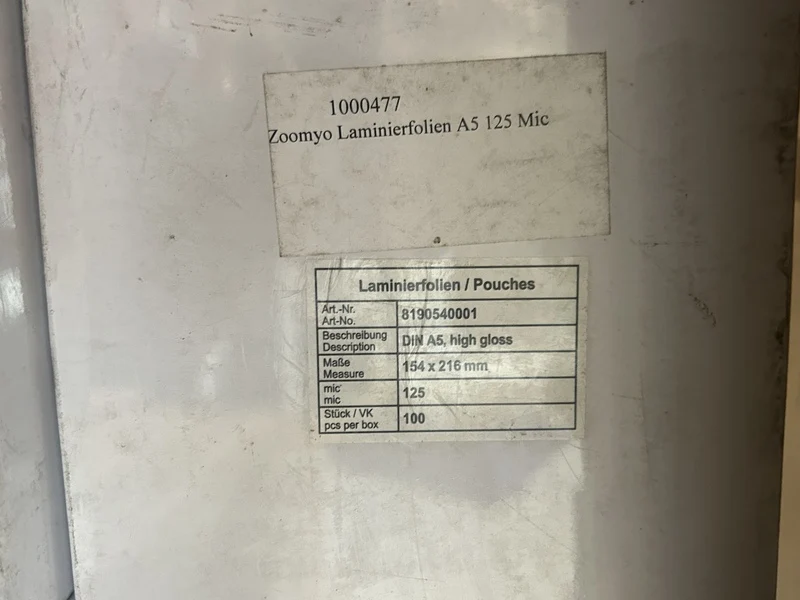 1000477
Zoomyo Laminierfolien A5 125 Mic
Laminierfolien / Pouches
Art.-Nr.
Art-No.
8190540001
Beschreibung
Description
DIN A5, high gloss
Maße
Measure
154 x 216 mm
mic
mic
125
Stück / VK
pcs per box
100